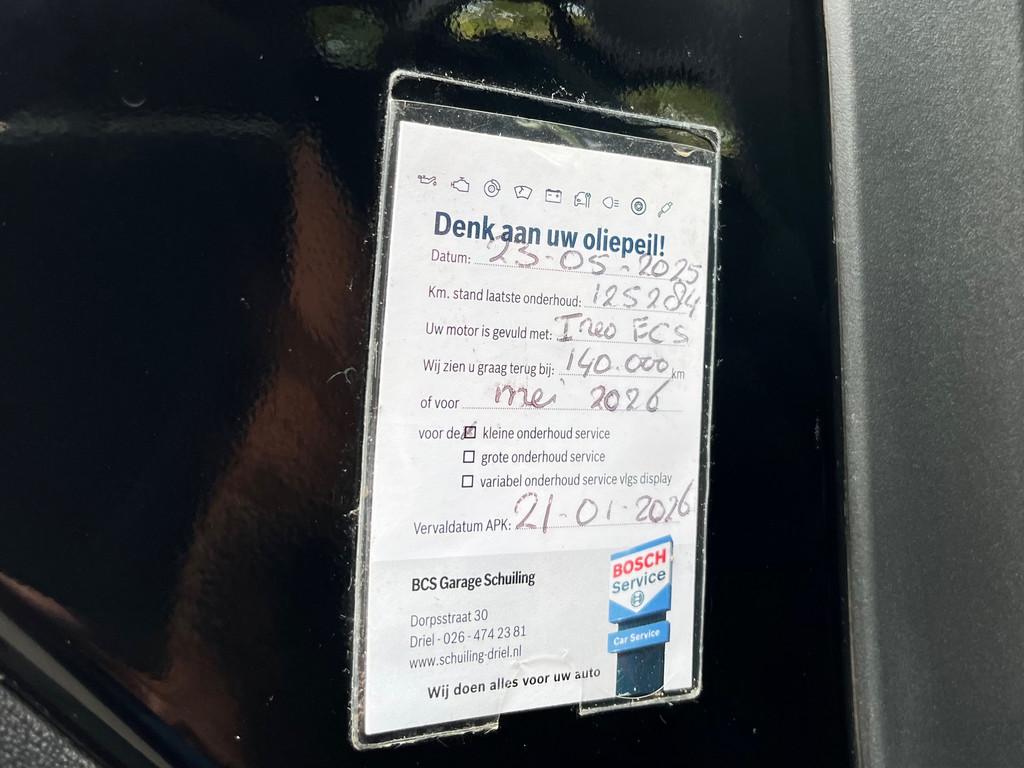 Denk aan uw oliepeil!
Datum: 23-05-2025
Km. stand laatste onderhoud: 125284
Uw motor is gevuld met: Ineo ECS
Wij zien u graag terug bij: 140.000 km
of voor mei 2026
voor de kleine onderhoud service
grote onderhoud service
variabel onderhoud service vlgs display
Vervaldatum APK: 21-01-2026
BCS Garage Schuiling
Dorpsstraat 30
Driel - 026 - 474 23 81
www.schuiling-driel.nl
Wij doen alles voor uw auto
BOSCH
Service
Car Service